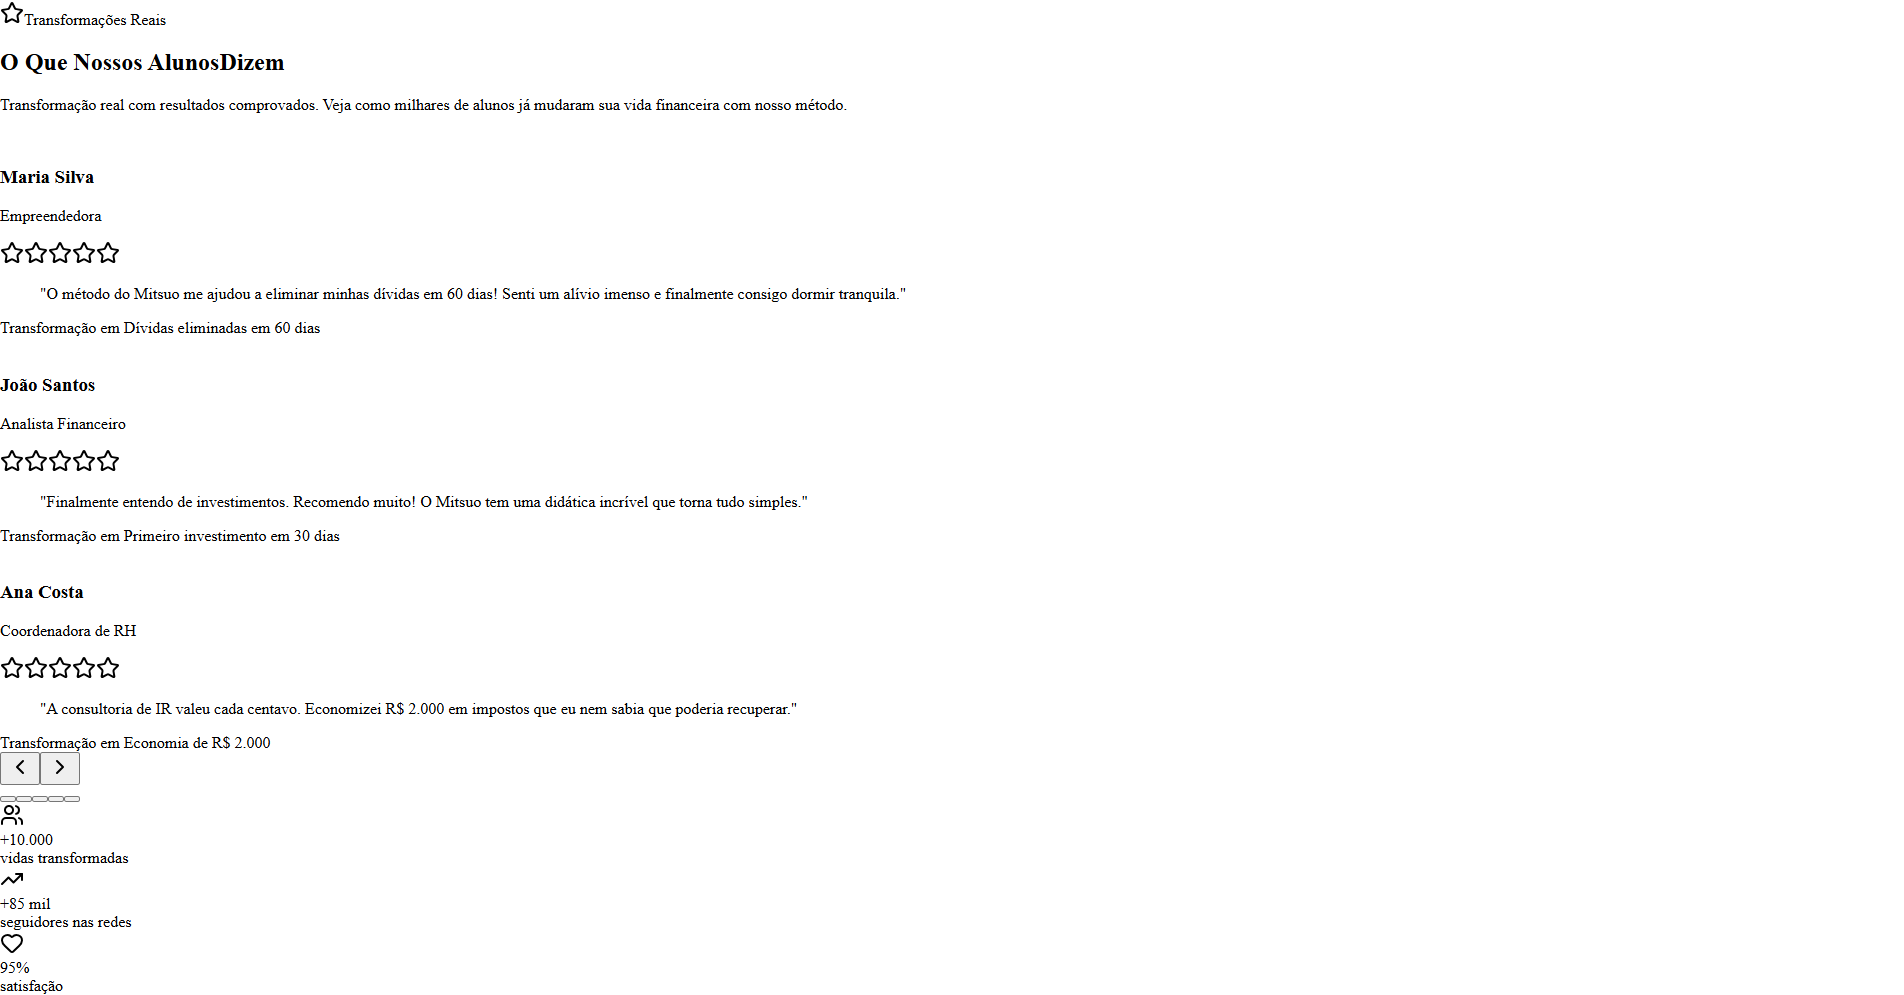 Transformações Reais
O Que Nossos AlunosDizem
Transformação real com resultados comprovados. Veja como milhares de alunos já mudaram sua vida financeira com nosso método.
Maria Silva
Empreendedora
"O método do Mitsuo me ajudou a eliminar minhas dívidas em 60 dias! Senti um alívio imenso e finalmente consigo dormir tranquila."
Transformação em Dívidas eliminadas em 60 dias
João Santos
Analista Financeiro
"Finalmente entendo de investimentos. Recomendo muito! O Mitsuo tem uma didática incrível que torna tudo simples."
Transformação em Primeiro investimento em 30 dias
Ana Costa
Coordenadora de RH
"A consultoria de IR valeu cada centavo. Economizei R$ 2.000 em impostos que eu nem sabia que poderia recuperar."
Transformação em Economia de R$ 2.000
+10.000
vidas transformadas
+85 mil
seguidores nas redes
95%
satisfação